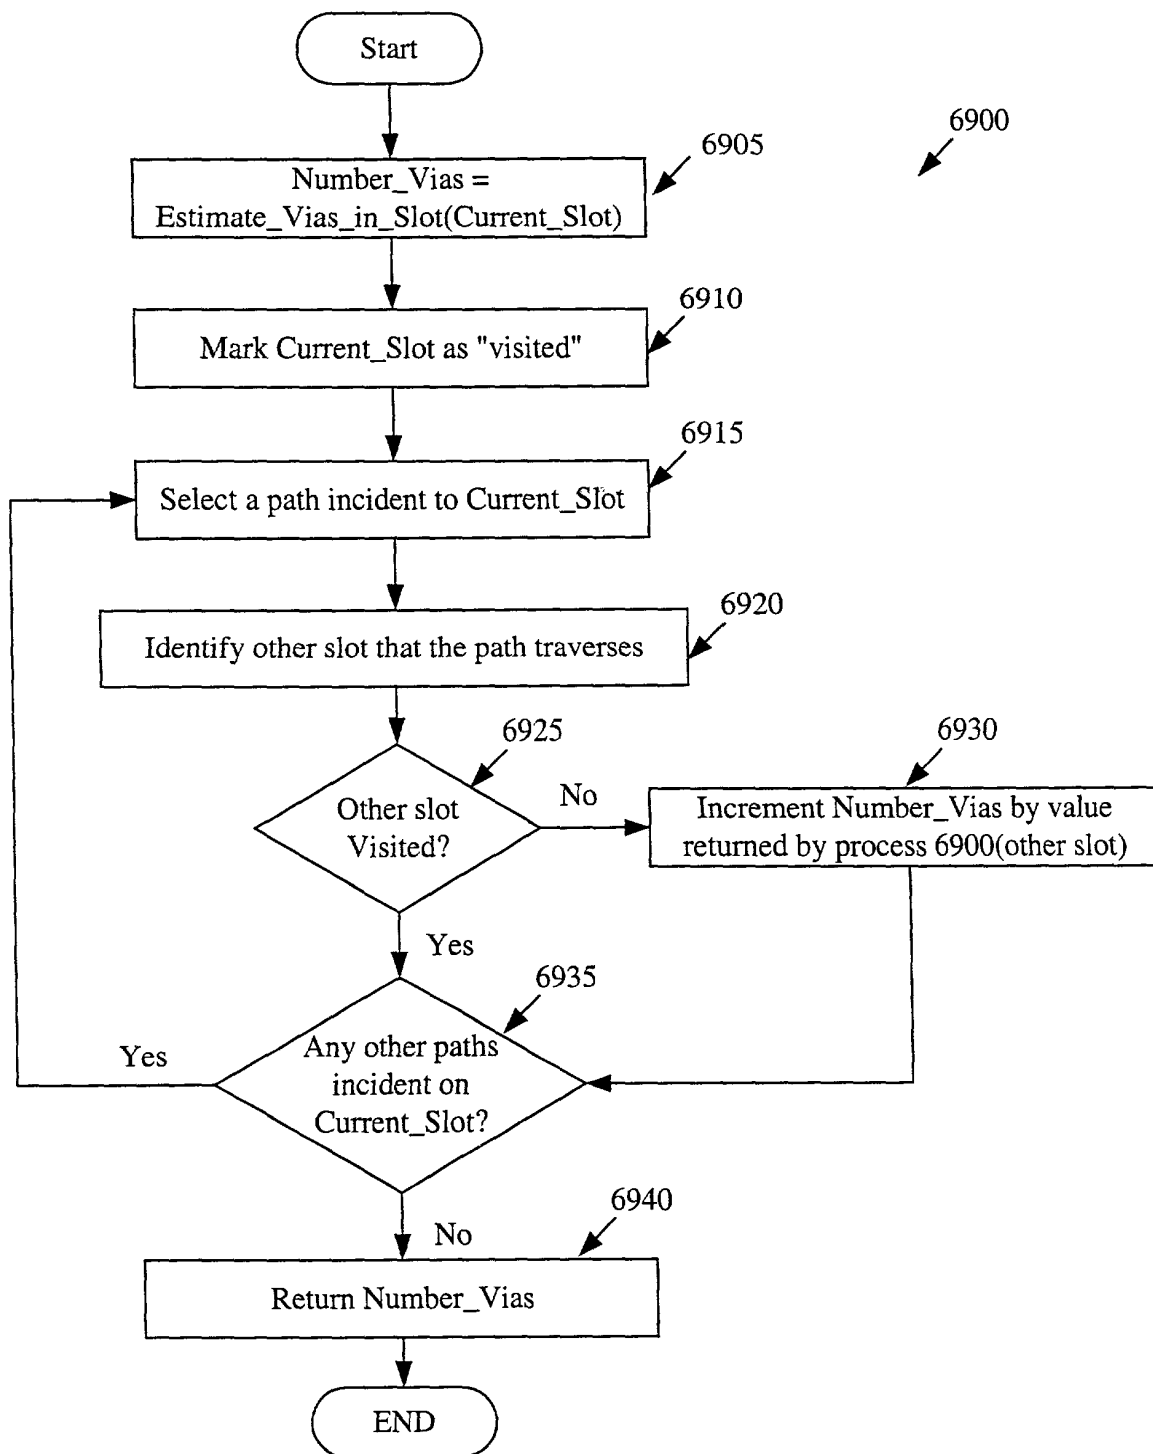 Start
6900
6905
Number_Vias =
Estimate_Vias_in_Slot(Current_Slot)
6910
Mark Current_Slot as "visited"
6915
Select a path incident to Current_Slot
6920
Identify other slot that the path traverses
6925
6930
Other slot
Visited?
No
Increment Number_Vias by value
returned by process 6900(other slot)
Yes
6935
Yes
Any other paths
incident on
Current_Slot?
6940
No
Return Number_Vias
END